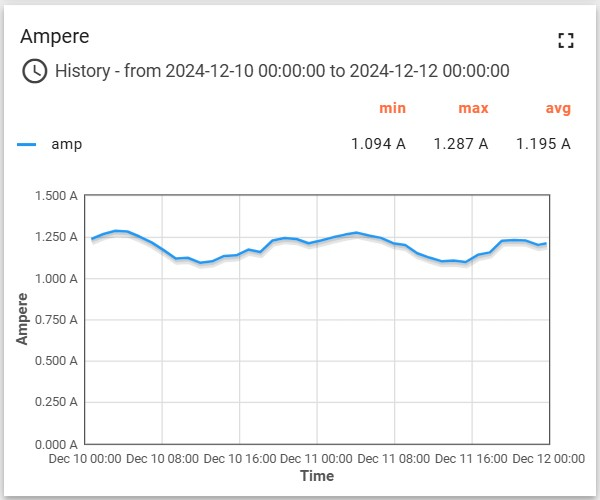 Ampere
History - from 2024-12-10 00:00:00 to 2024-12-12 00:00:00
min max avg
amp 1.094 A 1.287 A 1.195 A
1.500 A
1.250 A
1.000 A
0.750 A
0.500 A
0.250 A
0.000 A
Ampere
Dec 10 00:00 Dec 10 08:00 Dec 10 16:00 Dec 11 00:00 Dec 11 08:00 Dec 11 16:00 Dec 12 00:00
Time